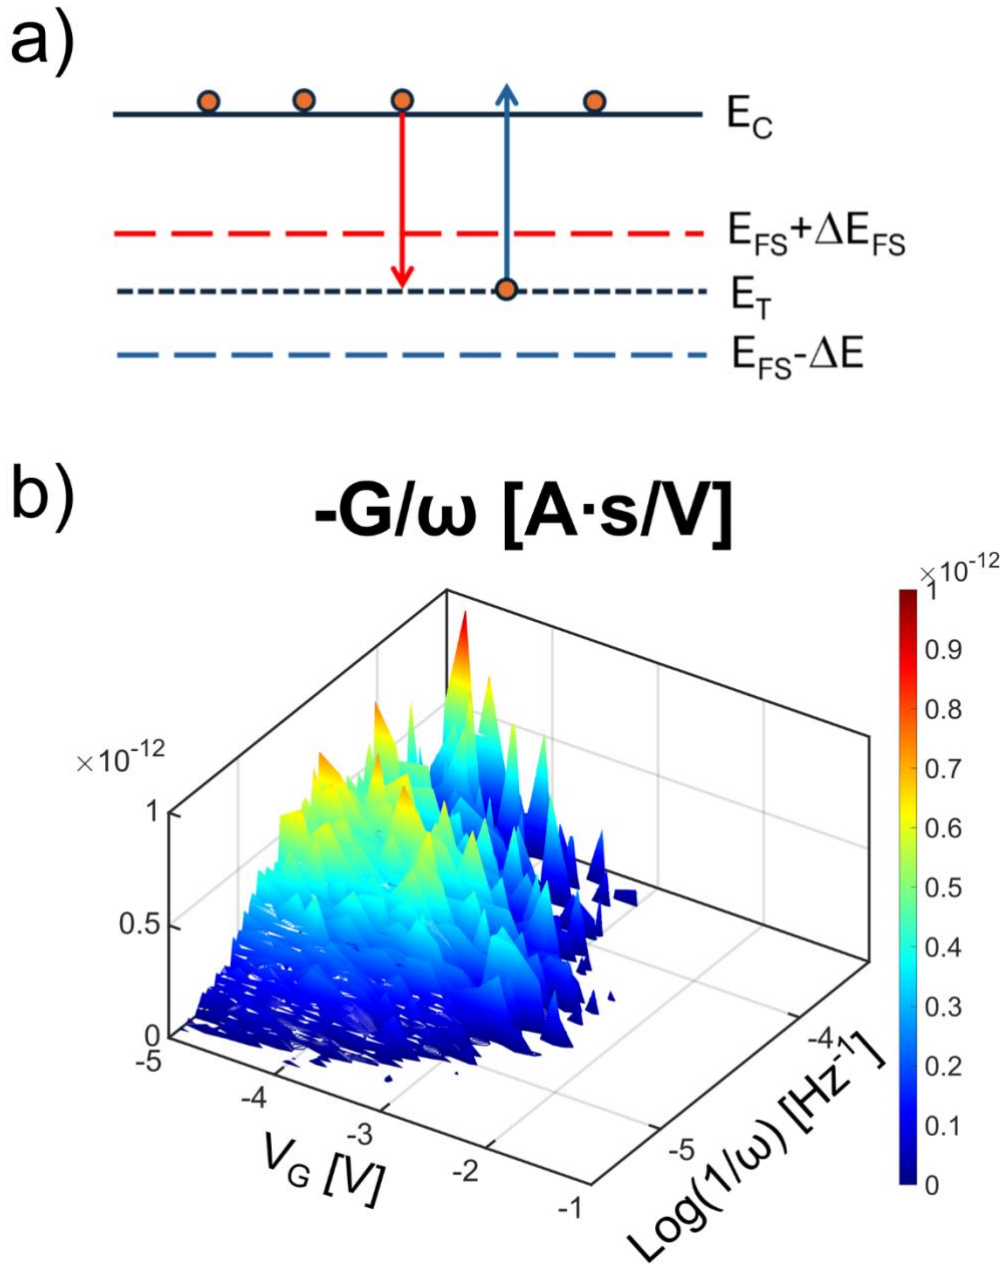 a)
E_C
E_FS+ΔE_FS
E_T
E_FS-ΔE
b)
-G/ω [A·s/V]
×10^-12
1
0.9
0.8
0.7
0.6
0.5
0.4
0.3
0.2
0.1
0
×10^-12
1
0.5
0
-5
-4
-3
-2
-1
V_G [V]
-4
-5
Log(1/ω) [Hz^-1]